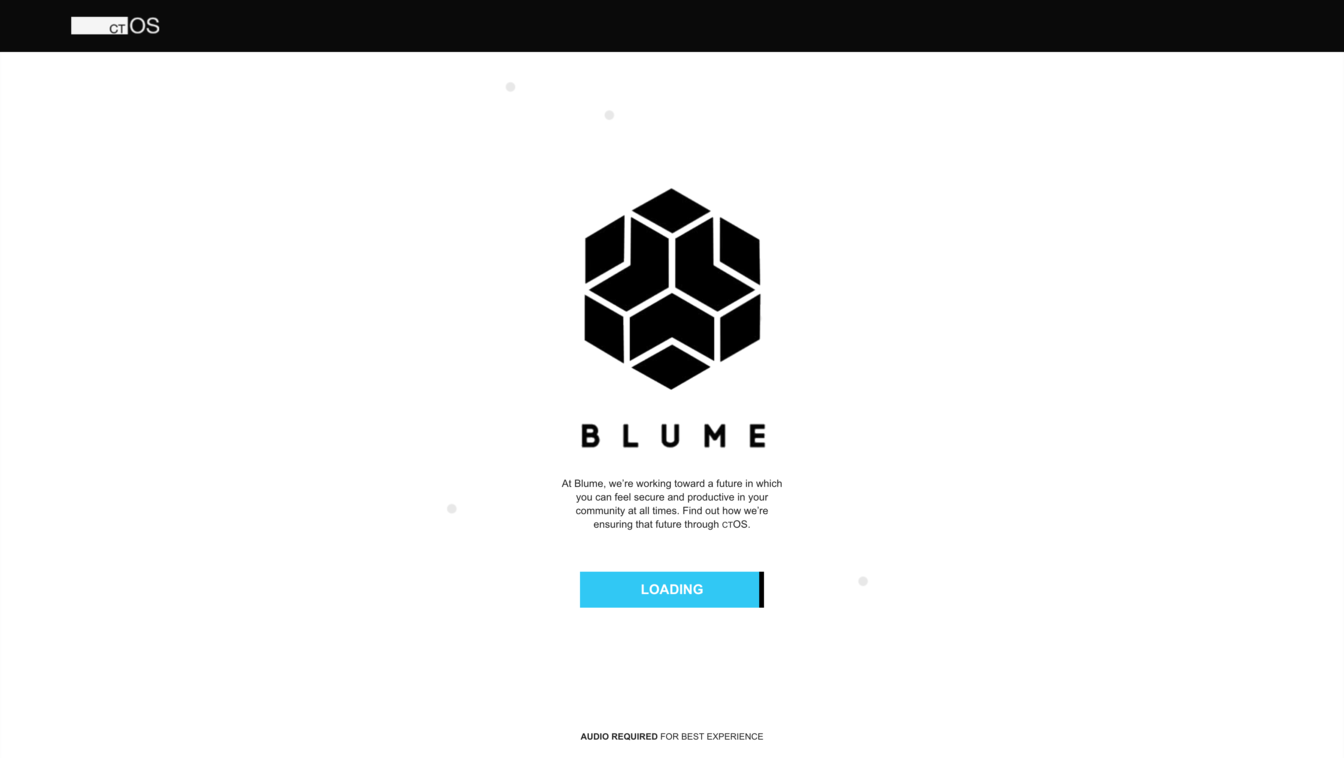 CTOS
BLUME
At Blume, we're working toward a future in which
you can feel secure and productive in your
community at all times. Find out how we're
ensuring that future through CTOS.
LOADING
AUDIO REQUIRED FOR BEST EXPERIENCE